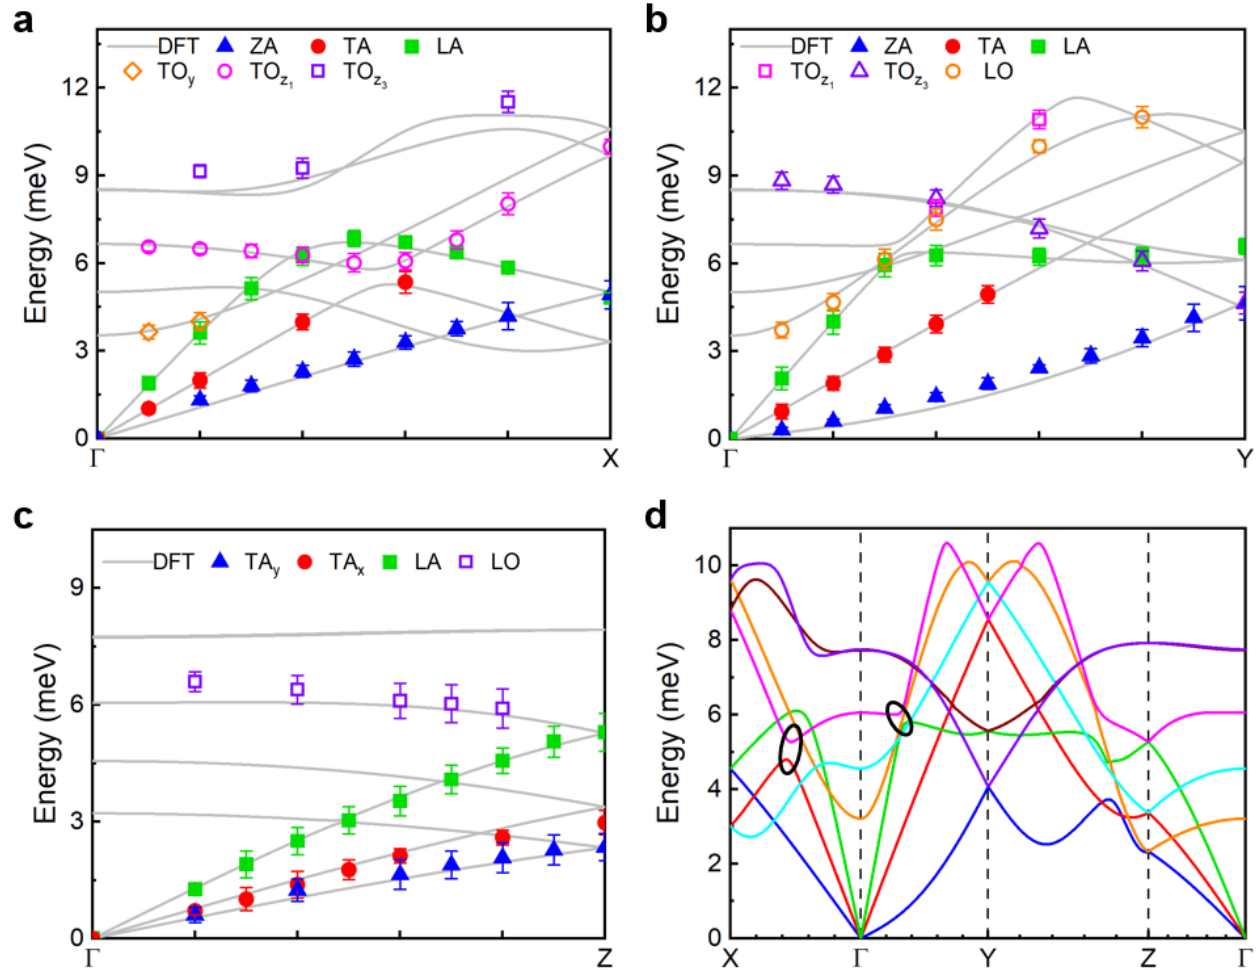 a
DFT ZA TA LA
TOy TOz1 TOz3
12
9
6
3
0
Energy (meV)
Γ X
b
DFT ZA TA LA
TOz1 TOz3 LO
12
9
6
3
0
Energy (meV)
Γ Y
c
DFT TAy TAx LA LO
9
6
3
0
Energy (meV)
Γ Z
d
10
8
6
4
2
0
Energy (meV)
X Γ Y Z Γ